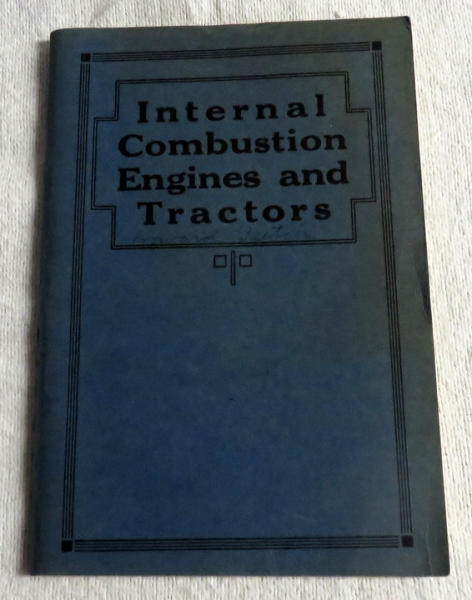 Internal
Combustion
Engines and
Tractors